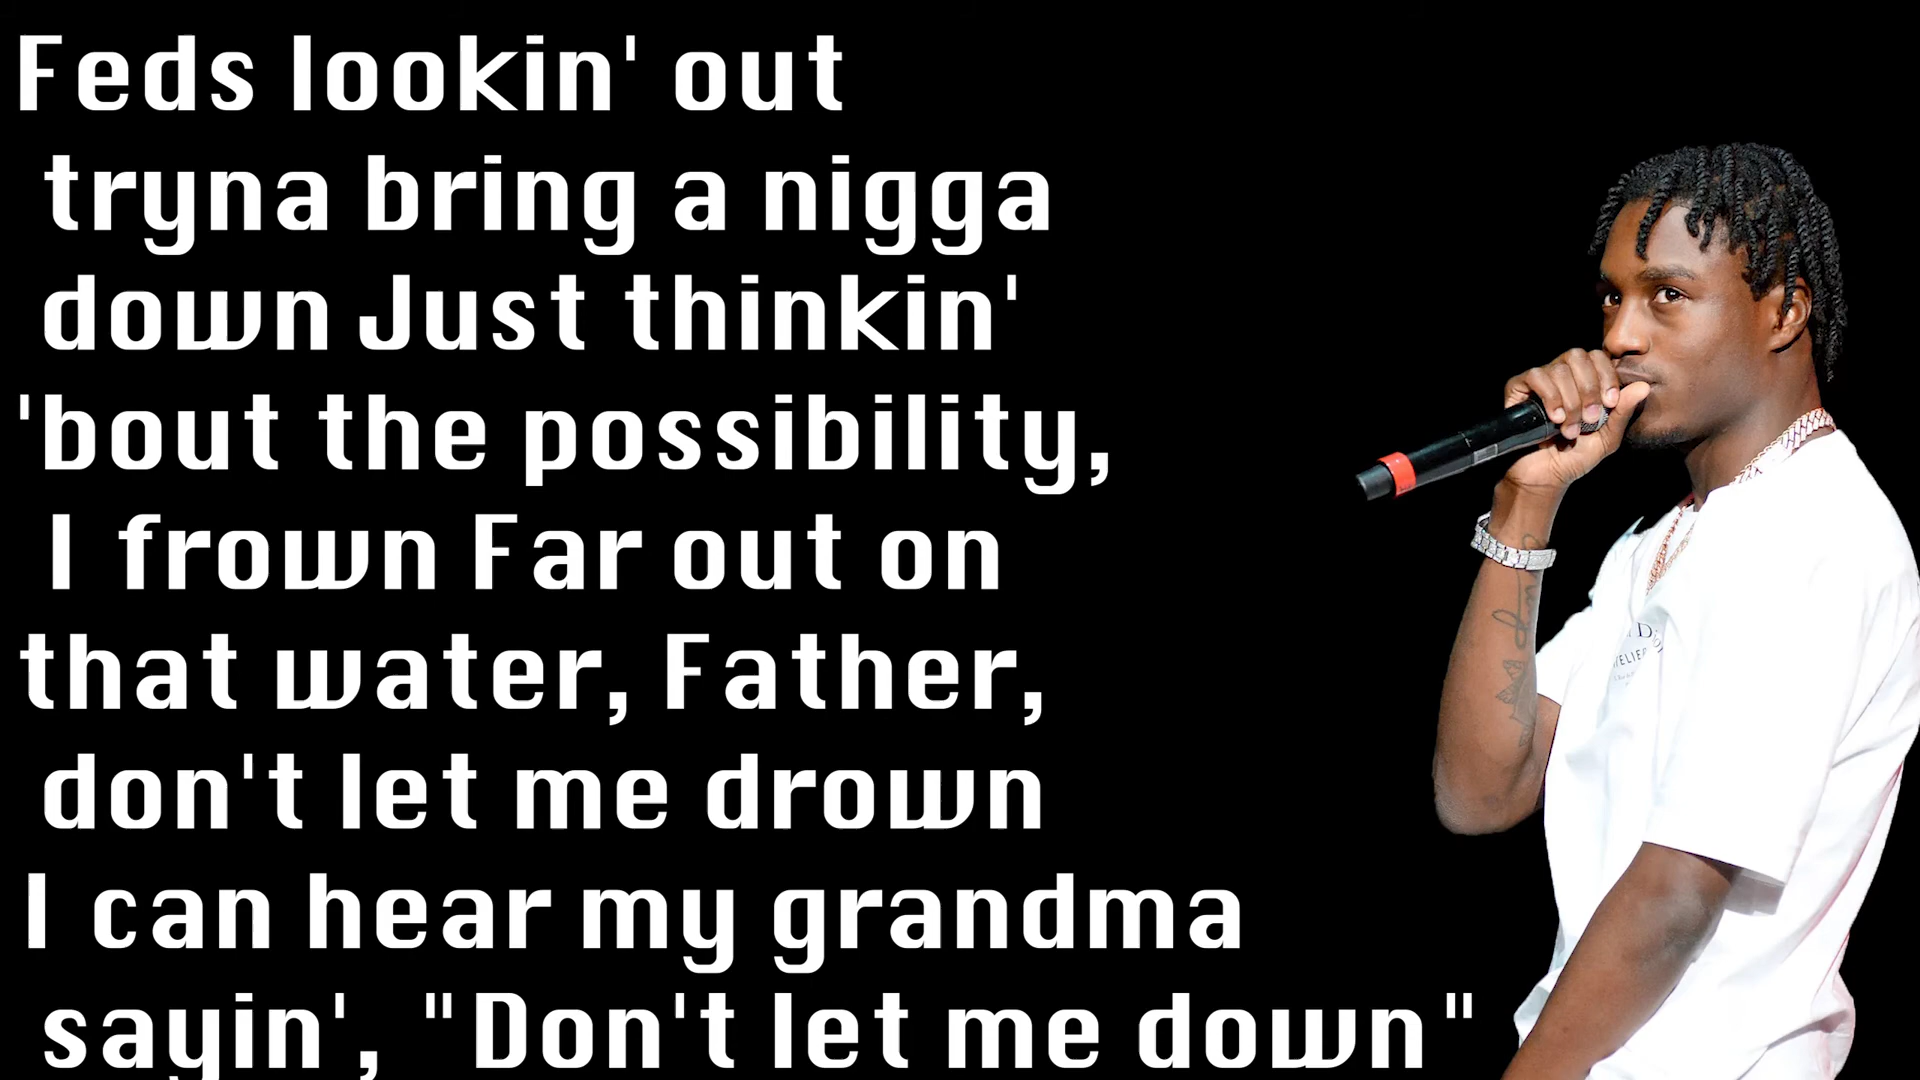 Feds lookin' out
tryna bring a nigga
down Just thinkin'
'bout the possibility,
I frown Far out on
that water, Father,
don't let me drown
I can hear my grandma
sayin', "Don't let me down"